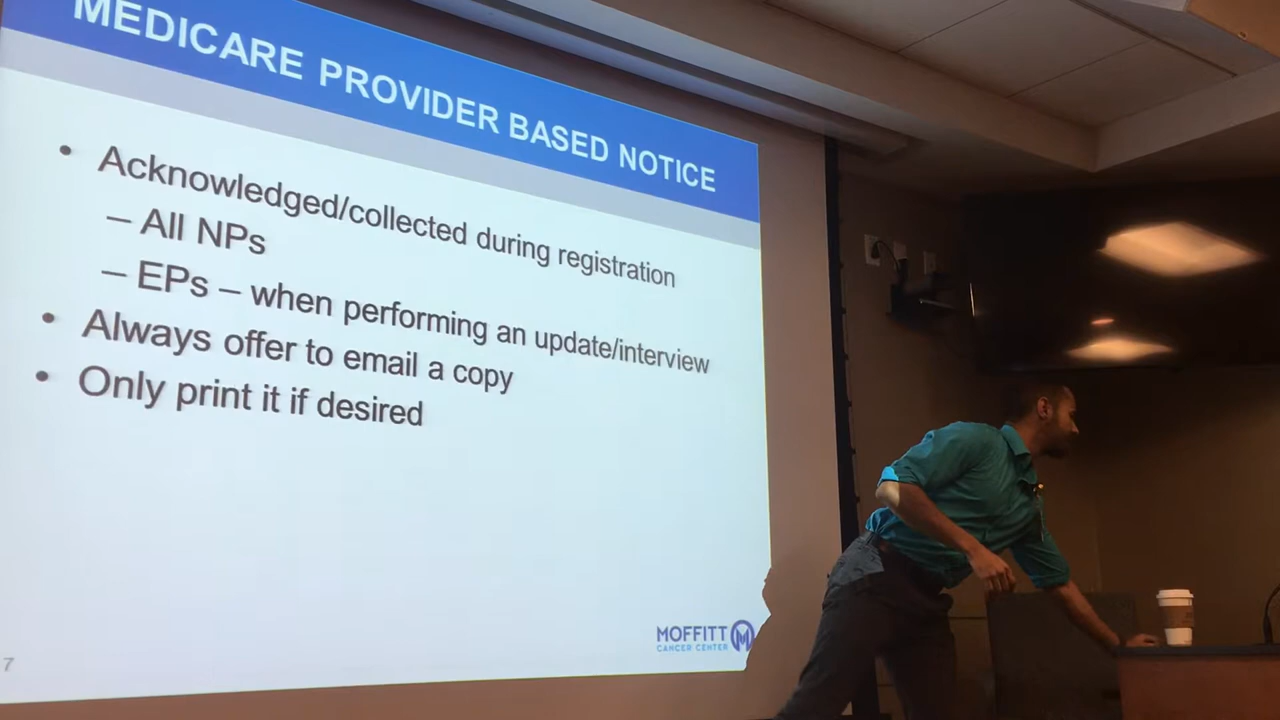 MEDICARE PROVIDER BASED NOTICE
• Acknowledged/collected during registration
– All NPs
– EPs – when performing an update/interview
• Always offer to email a copy
• Only print it if desired
MOFFITT
CANCER CENTER
7